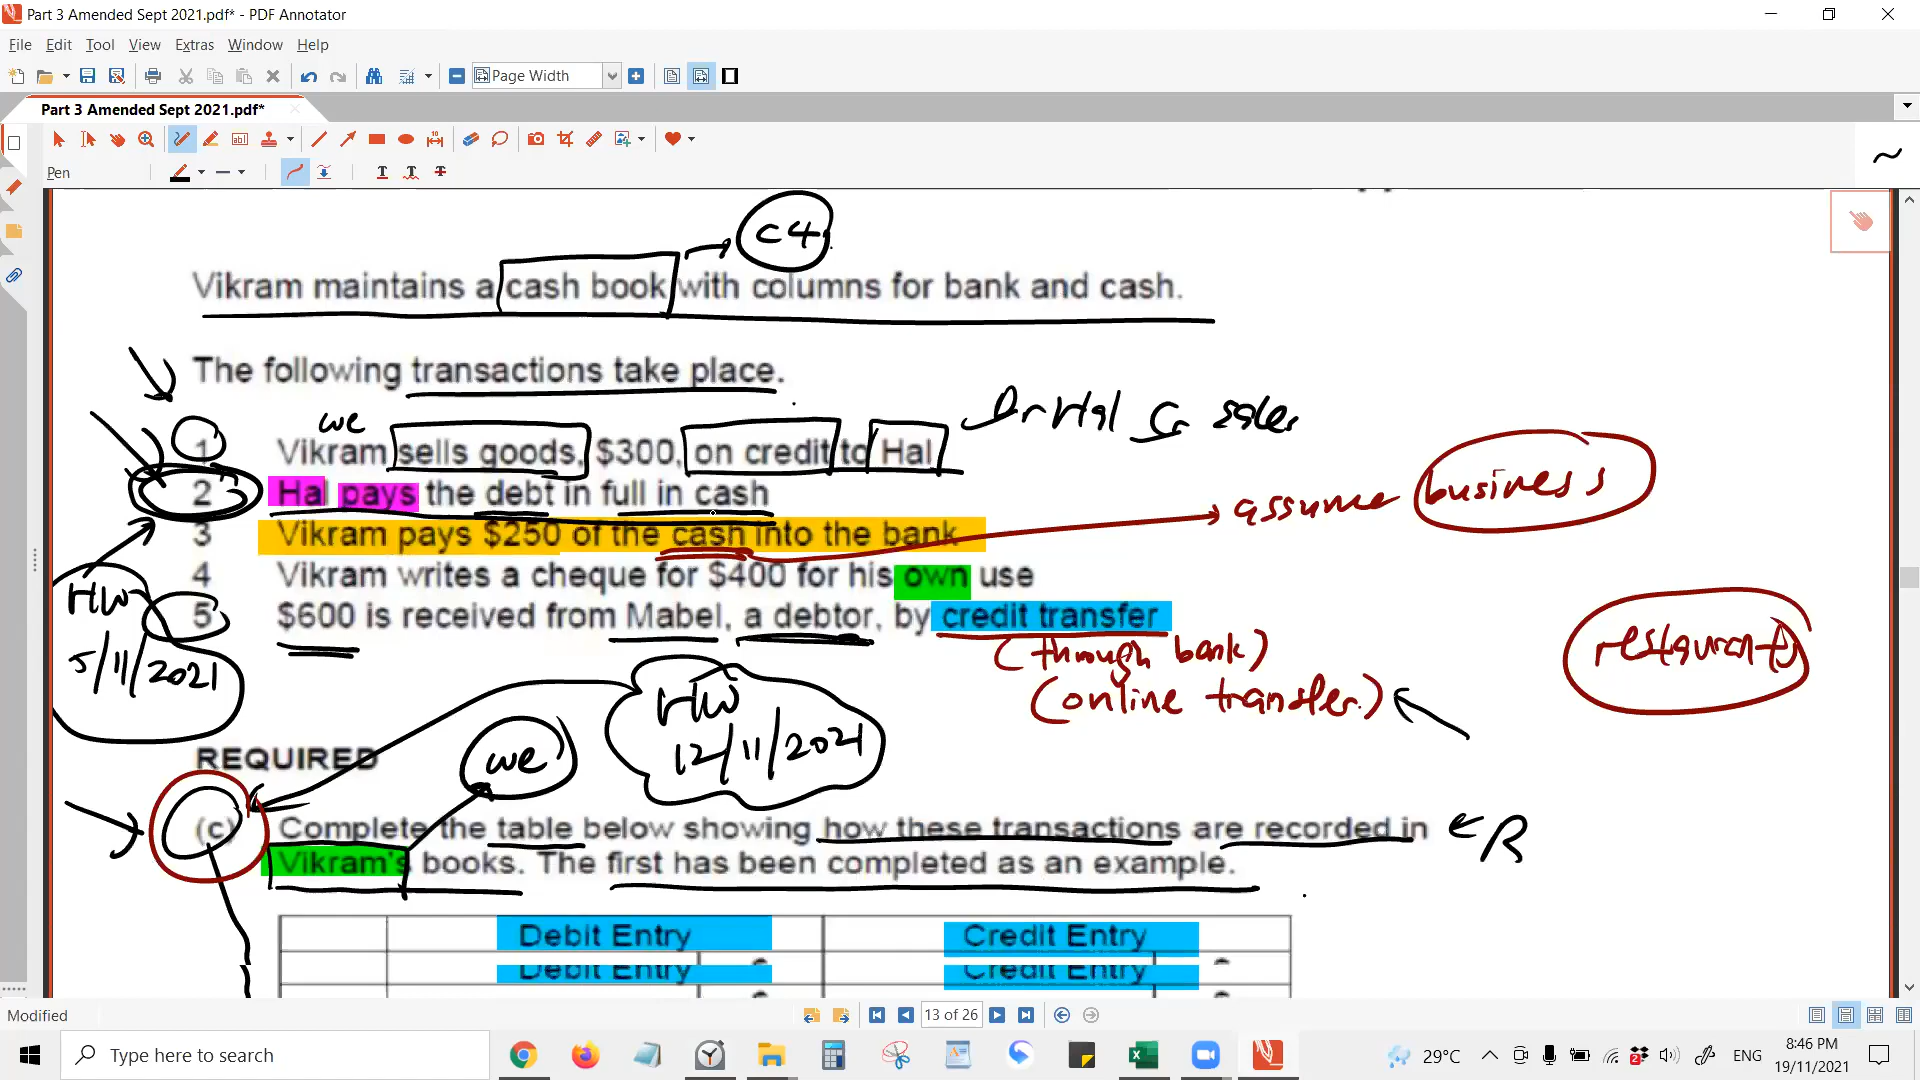 Part 3 Amended Sept 2021.pdf* - PDF Annotator
File Edit Tool View Extras Window Help
Page Width
Part 3 Amended Sept 2021.pdf*
Pen
C4
Vikram maintains a cash book with columns for bank and cash.
The following transactions take place.
we
Dr Hal Cr sales
1 Vikram sells goods, $300, on credit to Hal
2 Hal pays the debt in full in cash
assume business
3 Vikram pays $250 of the cash into the bank
4 Vikram writes a cheque for $400 for his own use
5 $600 is received from Mabel, a debtor, by credit transfer
HW
5/11/2021
(through bank)
(online transfer)
restaurant
HW
12/11/2021
we
REQUIRED
(c) Complete the table below showing how these transactions are recorded in
Vikram's books. The first has been completed as an example.
R
Debit Entry Credit Entry
Debit Entry Credit Entry
Modified
13 of 26
Type here to search
29°C
ENG
8:46 PM
19/11/2021